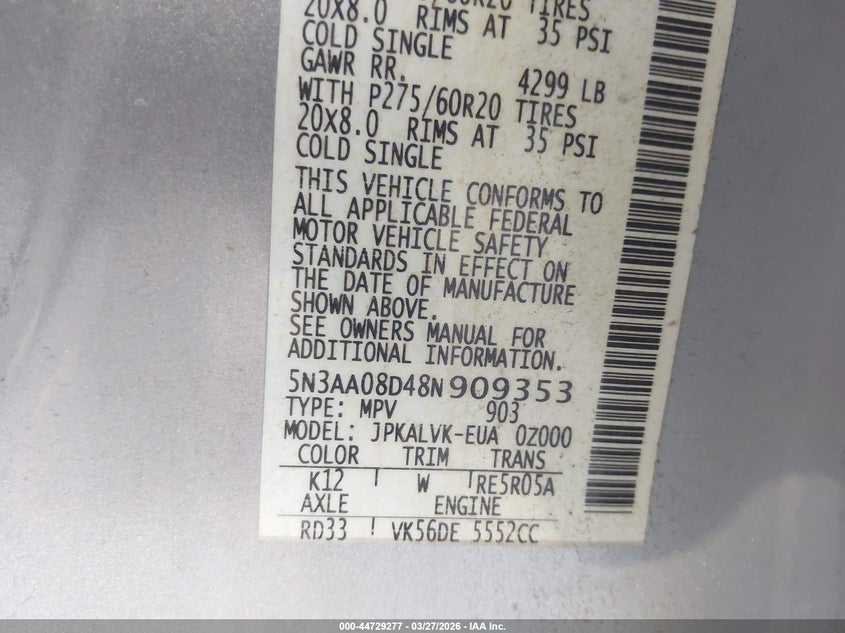 /60R20 TIRES
20X8.0 RIMS AT 35 PSI
COLD SINGLE
GAWR RR. 4299 LB
WITH P275/60R20 TIRES
20X8.0 RIMS AT 35 PSI
COLD SINGLE
THIS VEHICLE CONFORMS TO
ALL APPLICABLE FEDERAL
MOTOR VEHICLE SAFETY
STANDARDS IN EFFECT ON
THE DATE OF MANUFACTURE
SHOWN ABOVE.
SEE OWNERS MANUAL FOR
ADDITIONAL INFORMATION.
5N3AA08D48N909353
TYPE: MPV 903
MODEL: JPKALVK-EUA 0Z000
COLOR TRIM TRANS
K12 W RE5R05A
AXLE ENGINE
RD33 VK56DE 5552CC
000-44729277 - 03/27/2026 - IAA Inc.